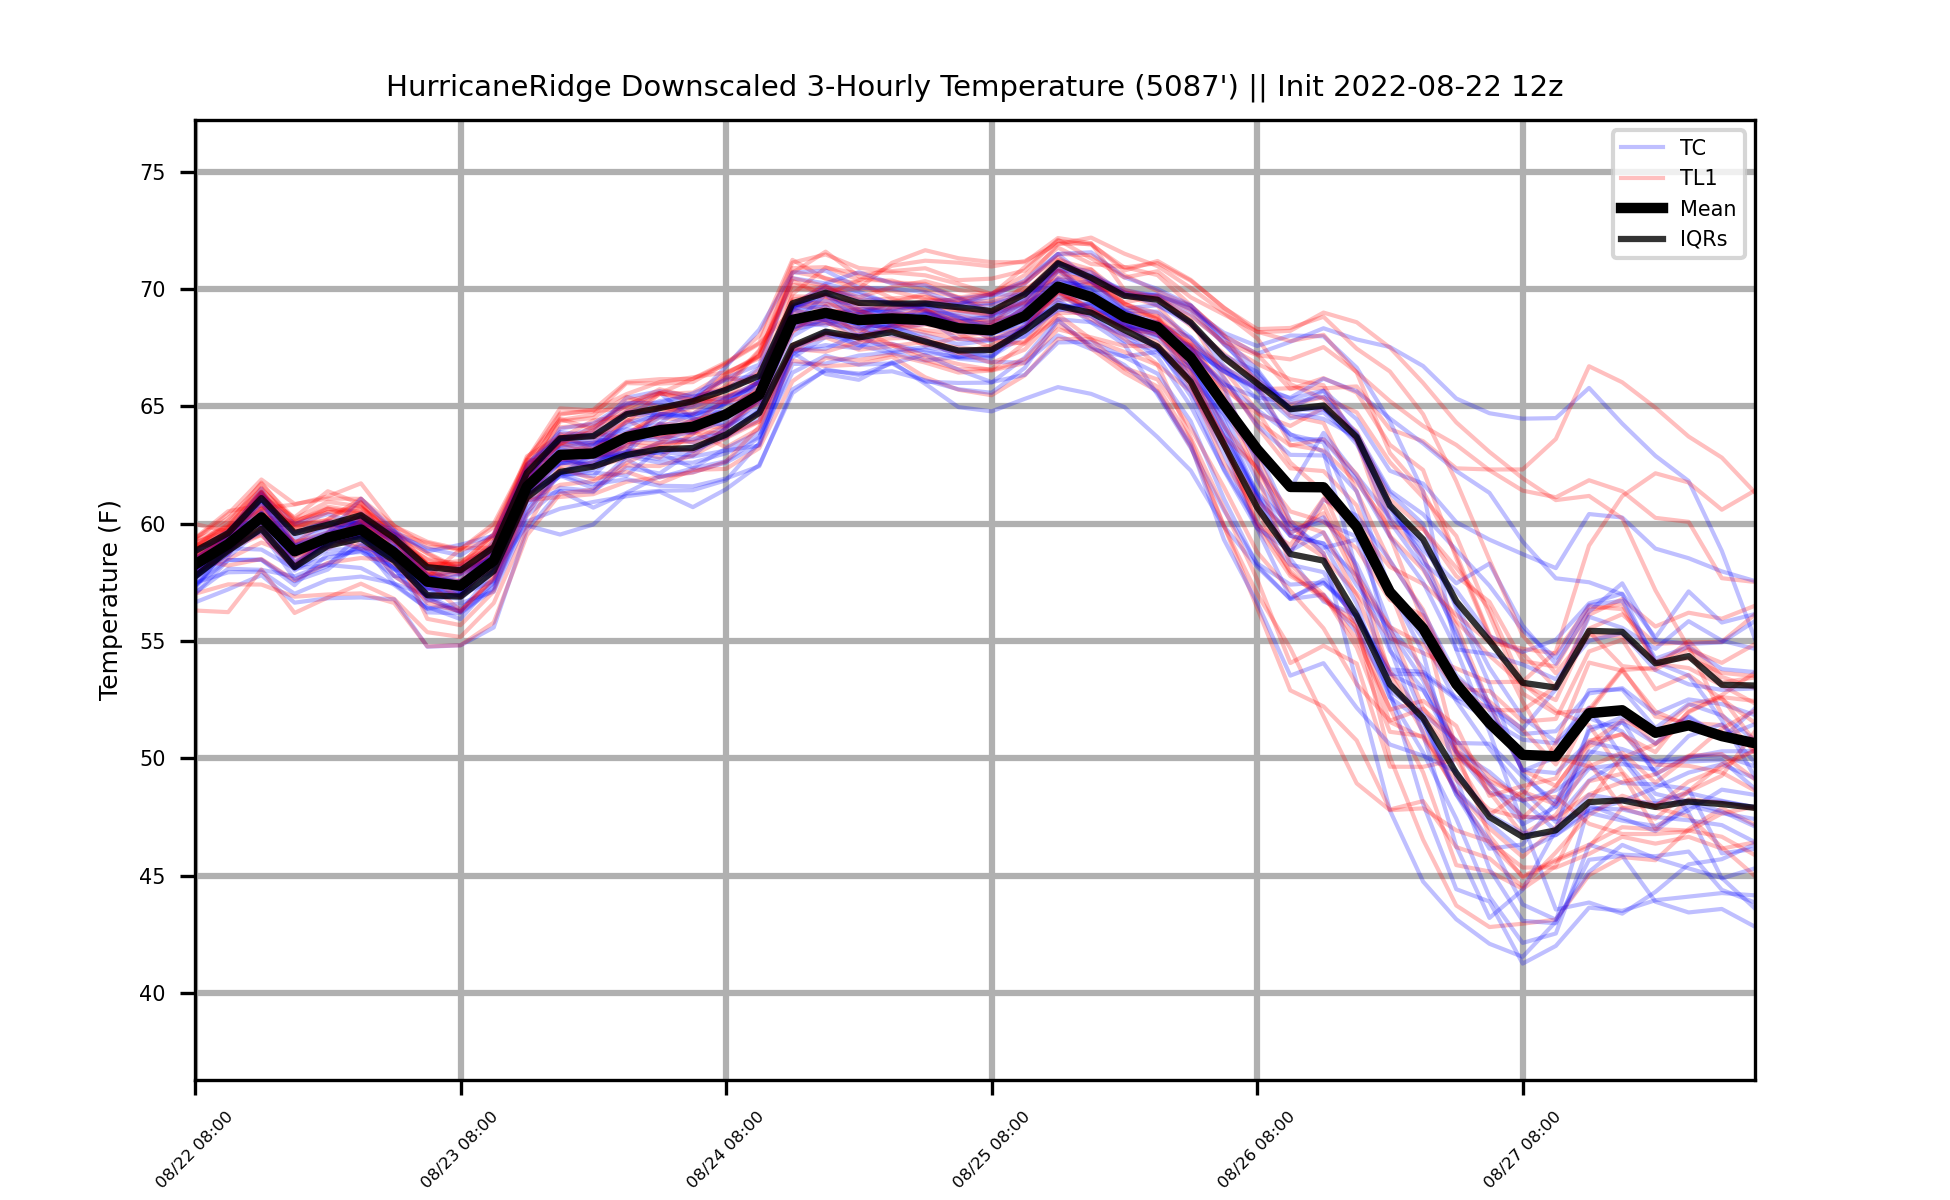 HurricaneRidge Downscaled 3-Hourly Temperature (5087') || Init 2022-08-22 12z
TC
TL1
Mean
IQRs
Temperature (F)
75
70
65
60
55
50
45
40
08/22 08:00
08/23 08:00
08/24 08:00
08/25 08:00
08/26 08:00
08/27 08:00